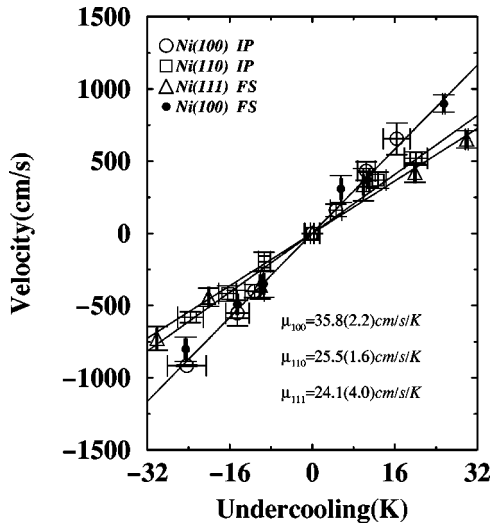 1500
1000
500
0
-500
-1000
-1500
Velocity(cm/s)
Ni(100) IP
Ni(110) IP
Ni(111) FS
Ni(100) FS
μ₁₀₀=35.8(2.2)cm/s/K
μ₁₁₀=25.5(1.6)cm/s/K
μ₁₁₁=24.1(4.0)cm/s/K
-32 -16 0 16 32
Undercooling(K)